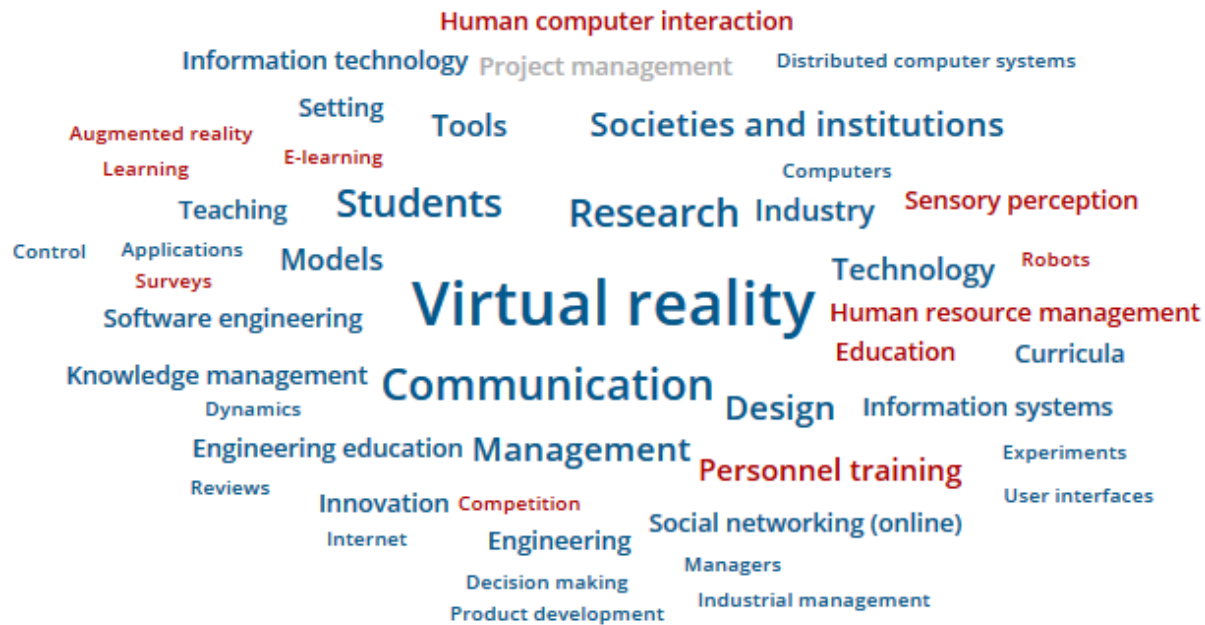 Human computer interaction
Information technology
Project management
Distributed computer systems
Setting
Tools
Societies and institutions
Augmented reality
E-learning
Learning
Computers
Students
Research
Industry
Sensory perception
Teaching
Control
Applications
Models
Technology
Robots
Surveys
Virtual reality
Software engineering
Human resource management
Education
Curricula
Knowledge management
Communication
Design
Information systems
Dynamics
Engineering education
Management
Personnel training
Experiments
Reviews
Innovation
Competition
User interfaces
Social networking (online)
Internet
Engineering
Managers
Decision making
Industrial management
Product development